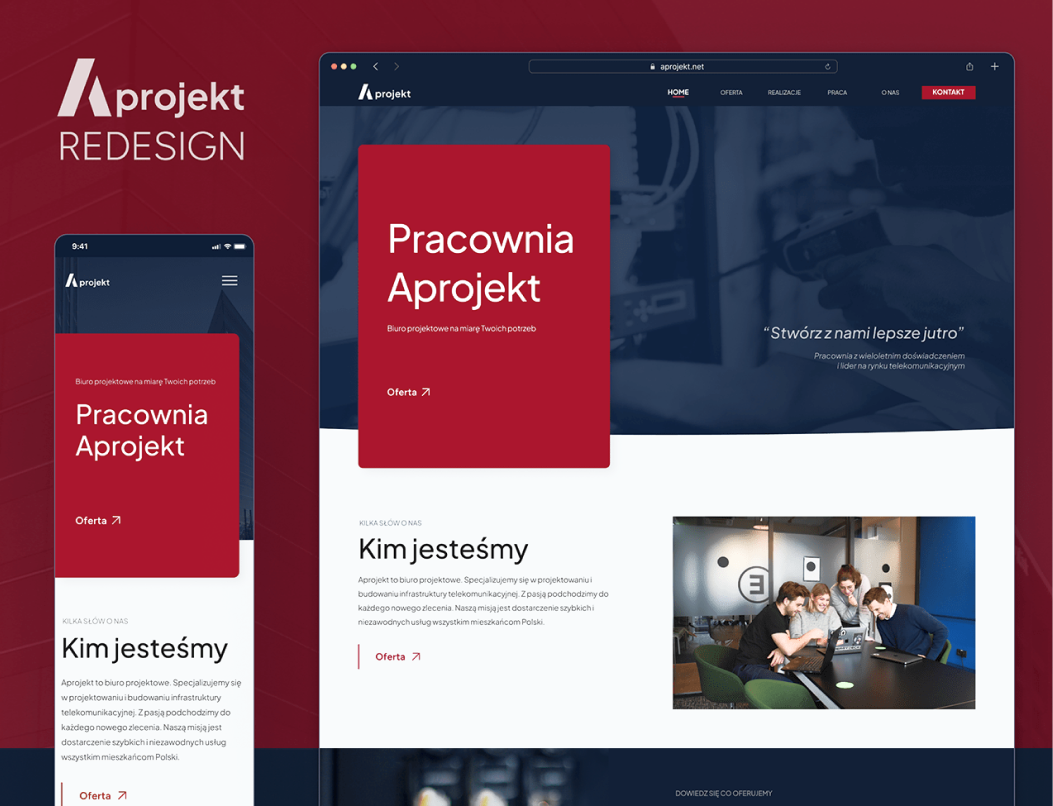 Aprojekt
REDESIGN
9:41
Aprojekt
Biuro projektowe na miarę Twoich potrzeb
Pracownia
Aprojekt
Oferta
KILKA SŁÓW O NAS
Kim jesteśmy
Aprojekt to biuro projektowe. Specjalizujemy się
w projektowaniu i budowaniu infrastruktury
telekomunikacyjnej. Z pasją podchodzimy do
każdego nowego zlecenia. Naszą misją jest
dostarczenie szybkich i niezawodnych usług
wszystkim mieszkańcom Polski.
Oferta
aprojekt.net
Aprojekt
HOME OFERTA REALIZACJE PRACA O NAS KONTAKT
Pracownia
Aprojekt
Biuro projektowe na miarę Twoich potrzeb
Oferta
“Stwórz z nami lepsze jutro”
Pracownia z wieloletnim doświadczeniem
i lider na rynku telekomunikacyjnym
KILKA SŁÓW O NAS
Kim jesteśmy
Aprojekt to biuro projektowe. Specjalizujemy się w projektowaniu i
budowaniu infrastruktury telekomunikacyjnej. Z pasją podchodzimy do
każdego nowego zlecenia. Naszą misją jest dostarczenie szybkich i
niezawodnych usług wszystkim mieszkańcom Polski.
Oferta
DOWIEDZ SIĘ CO OFERUJEMY